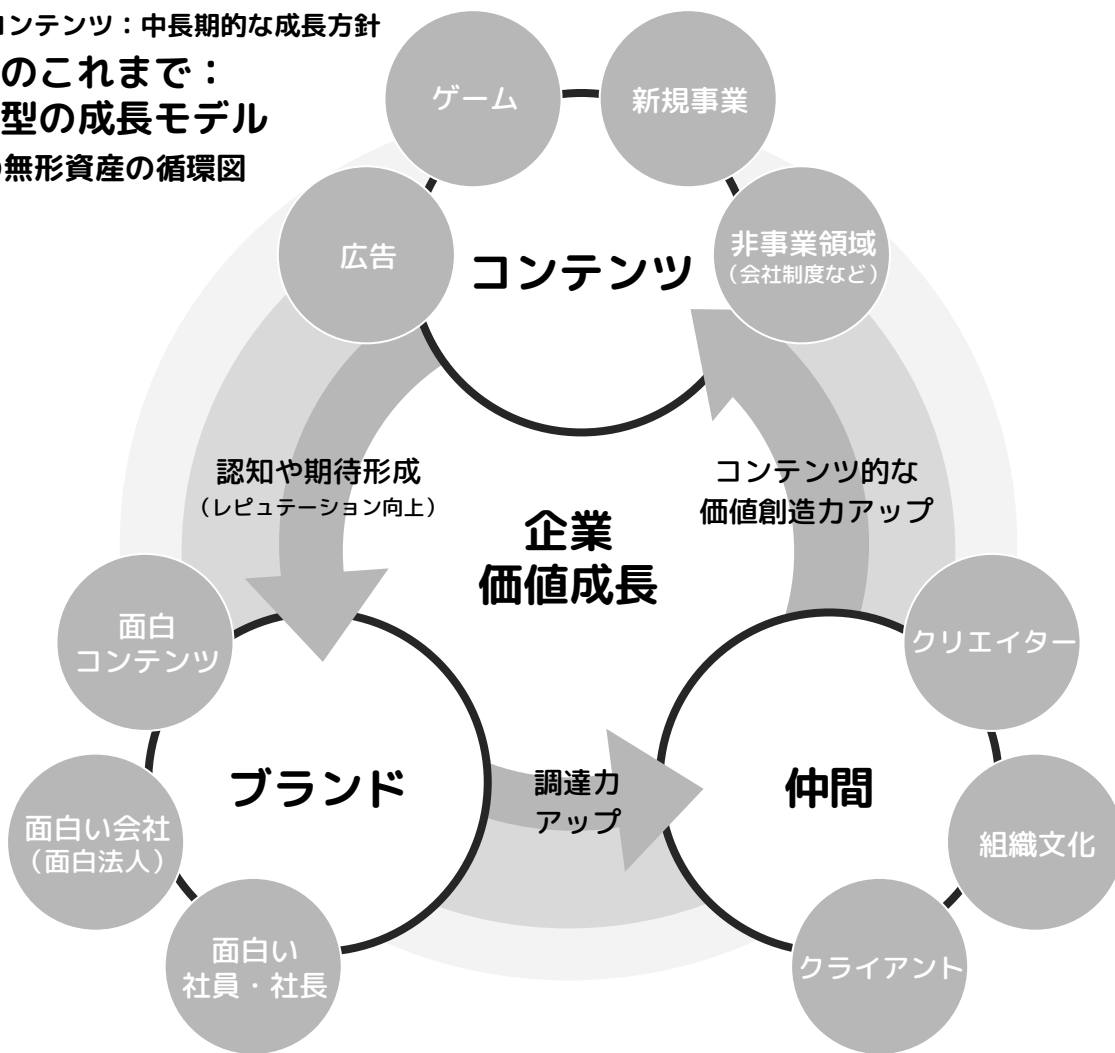 コンテンツ：中長期的な成長方針
のこれまで：
型の成長モデル
の無形資産の循環図
ゲーム
新規事業
広告
コンテンツ
非事業領域
（会社制度など）
認知や期待形成
（レピュテーション向上）
コンテンツ的な
価値創造力アップ
企業
価値成長
面白
コンテンツ
クリエイター
ブランド
調達力
アップ
仲間
面白い会社
（面白法人）
組織文化
面白い
社員・社長
クライアント